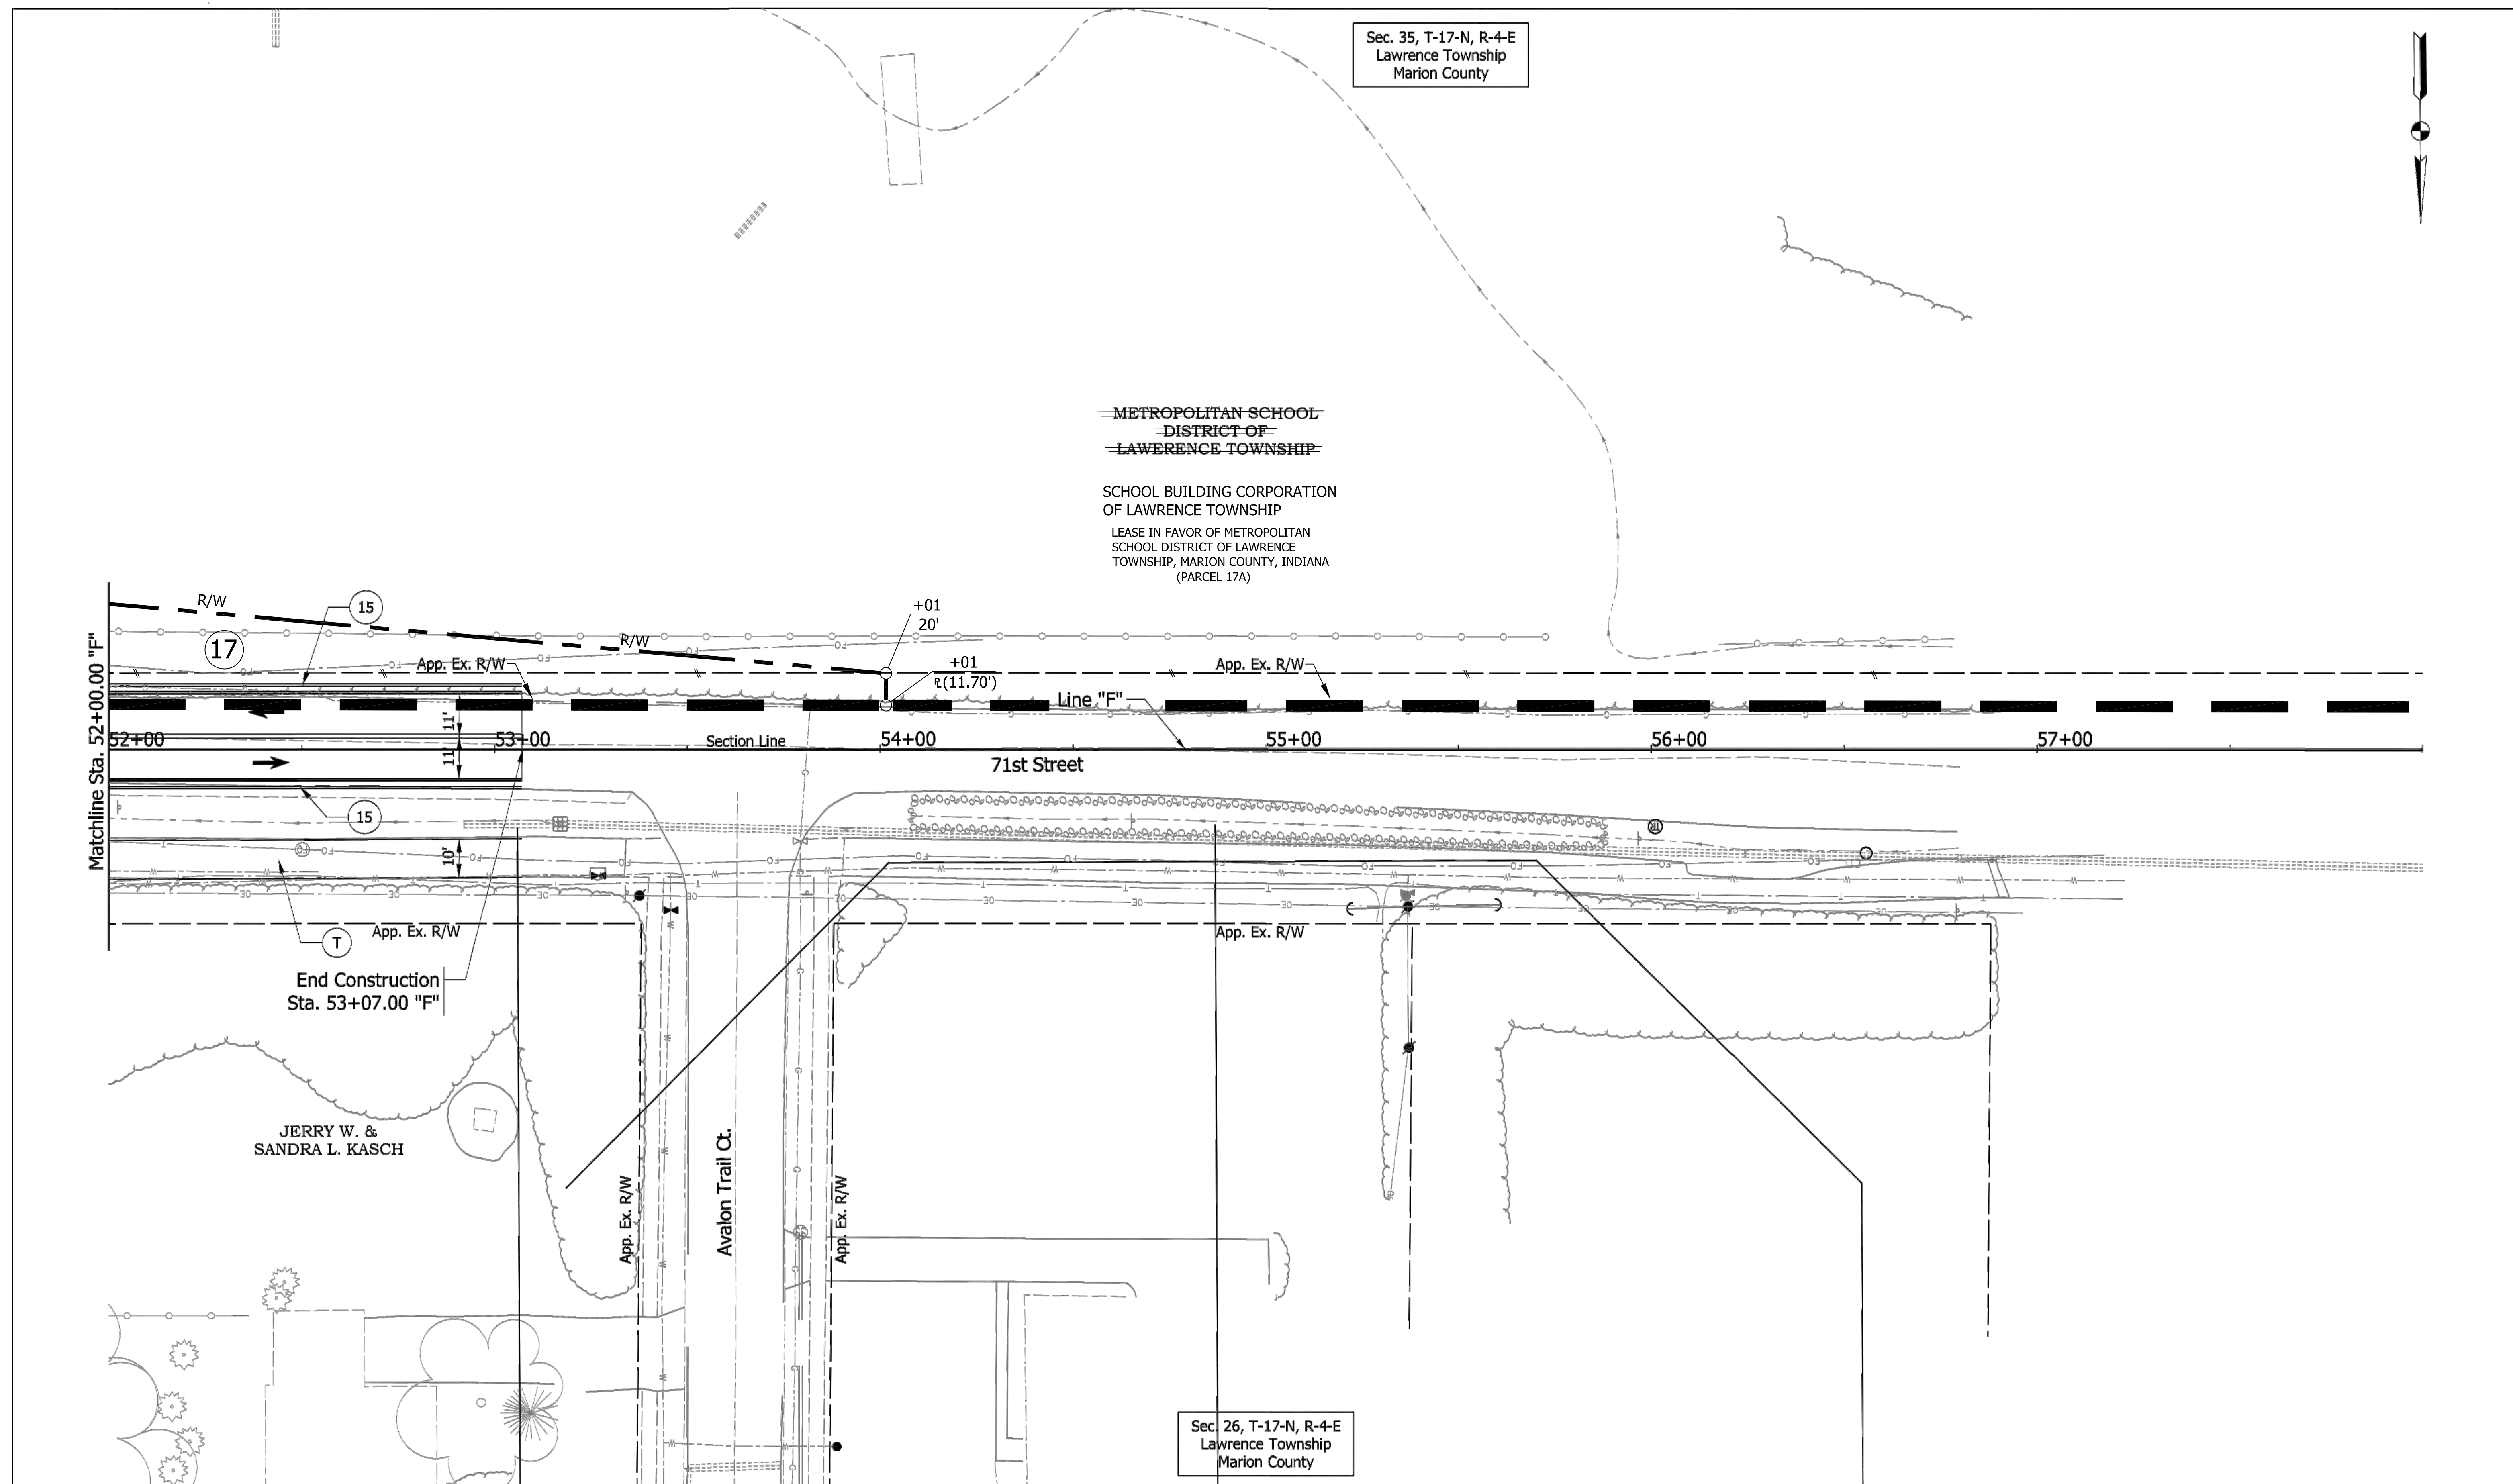 Sec. 35, T-17-N, R-4-E
Lawrence Township
Marion County
METROPOLITAN SCHOOL
DISTRICT OF
LAWERENCE TOWNSHIP
SCHOOL BUILDING CORPORATION
OF LAWRENCE TOWNSHIP
LEASE IN FAVOR OF METROPOLITAN
SCHOOL DISTRICT OF LAWRENCE
TOWNSHIP, MARION COUNTY, INDIANA
(PARCEL 17A)
R/W
15
+01
20'
17
R/W
App. Ex. R/W
+01
(11.70')
App. Ex. R/W
Line "F"
Matchline Sta. 52+00.00 "F"
11'
11'
52+00
53+00
Section Line
54+00
55+00
56+00
57+00
71st Street
15
TR
10'
T
App. Ex. R/W
App. Ex. R/W
End Construction
Sta. 53+07.00 "F"
JERRY W. &
SANDRA L. KASCH
App. Ex. R/W
Avalon Trail Ct.
App. Ex. R/W
Sec. 26, T-17-N, R-4-E
Lawrence Township
Marion County